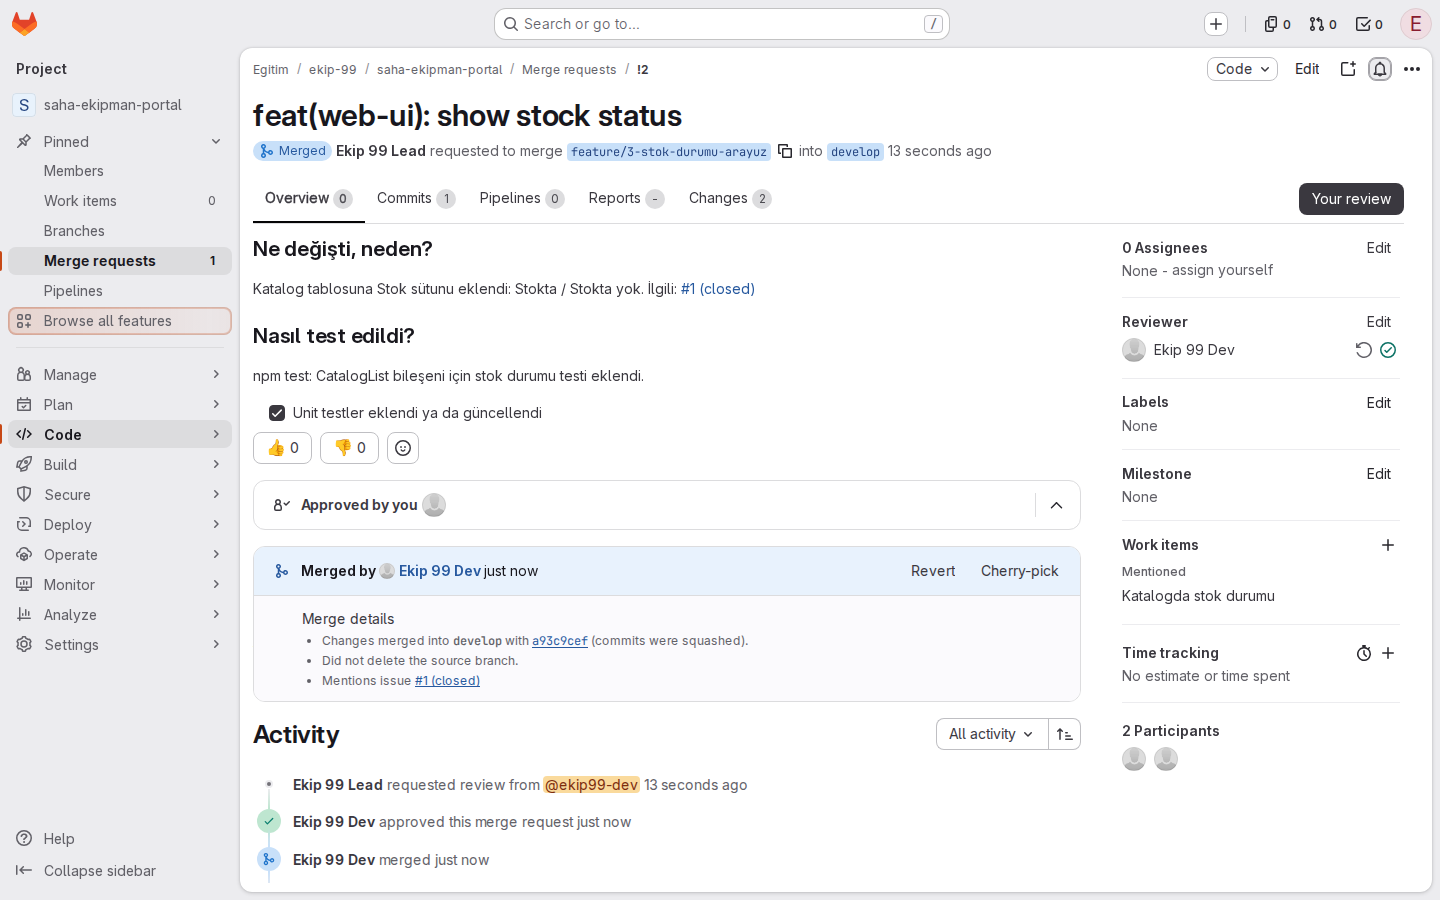 Search or go to...
/
0
0
0
E
Project
S
saha-ekipman-portal
Pinned
Members
Work items
0
Branches
Merge requests
1
Pipelines
Browse all features
Manage
Plan
Code
Build
Secure
Deploy
Operate
Monitor
Analyze
Settings
Help
Collapse sidebar
Egitim / ekip-99 / saha-ekipman-portal / Merge requests / !2
Code
Edit
feat(web-ui): show stock status
Merged Ekip 99 Lead requested to merge feature/3-stok-durumu-arayuz into develop 13 seconds ago
Overview 0
Commits 1
Pipelines 0
Reports -
Changes 2
Your review
Ne değişti, neden?
Katalog tablosuna Stok sütunu eklendi: Stokta / Stokta yok. İlgili: #1 (closed)
Nasıl test edildi?
npm test: CatalogList bileşeni için stok durumu testi eklendi.
Unit testler eklendi ya da güncellendi
👍 0
👎 0
Approved by you
Merged by Ekip 99 Dev just now
Revert
Cherry-pick
Merge details
• Changes merged into develop with a93c9cef (commits were squashed).
• Did not delete the source branch.
• Mentions issue #1 (closed)
Activity
All activity
Ekip 99 Lead requested review from @ekip99-dev 13 seconds ago
Ekip 99 Dev approved this merge request just now
Ekip 99 Dev merged just now
0 Assignees
Edit
None - assign yourself
Reviewer
Edit
Ekip 99 Dev
Labels
Edit
None
Milestone
Edit
None
Work items
Mentioned
Katalogda stok durumu
Time tracking
No estimate or time spent
2 Participants